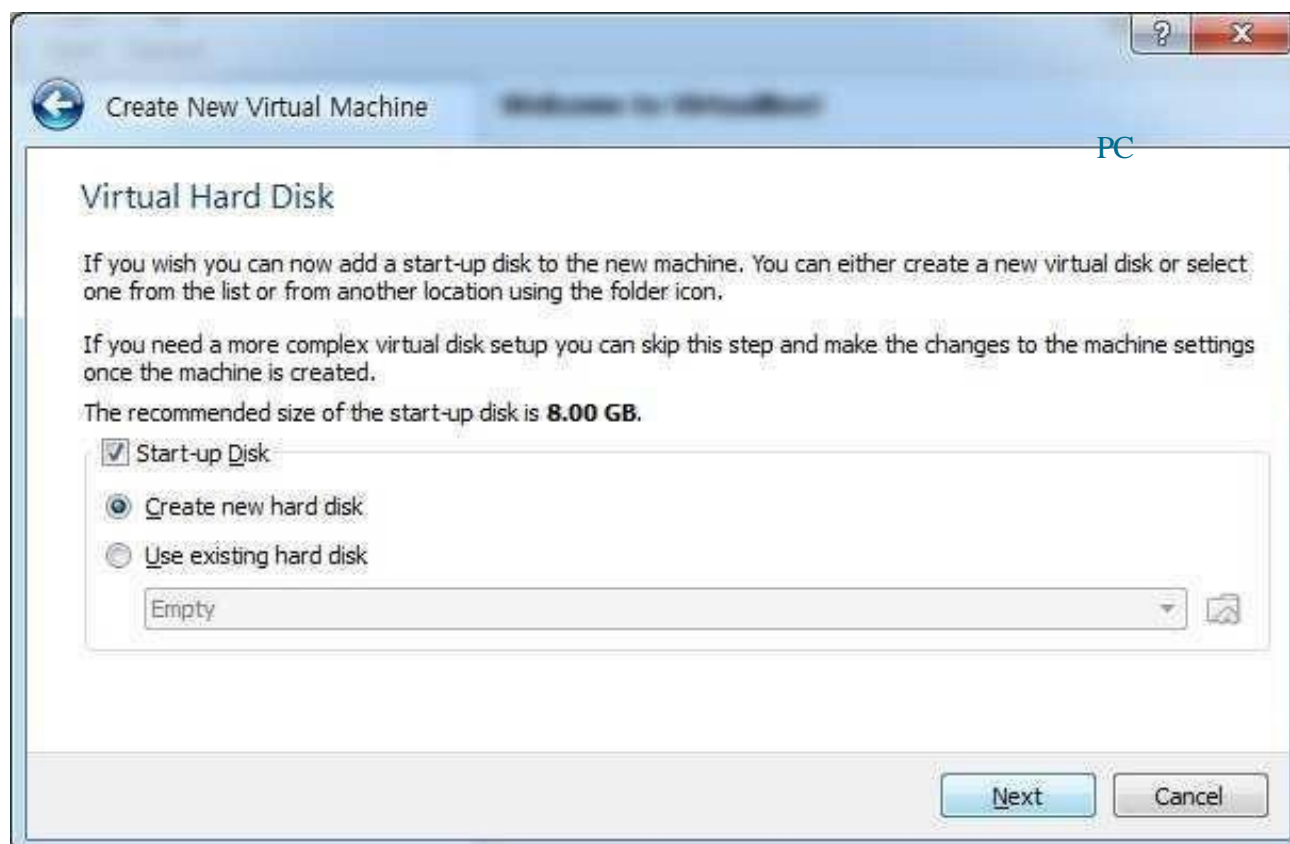 Create New Virtual Machine
Welcome to VirtualBox!
PC
Virtual Hard Disk
If you wish you can now add a start-up disk to the new machine. You can either create a new virtual disk or select
one from the list or from another location using the folder icon.
If you need a more complex virtual disk setup you can skip this step and make the changes to the machine settings
once the machine is created.
The recommended size of the start-up disk is 8.00 GB.
Start-up Disk
Create new hard disk
Use existing hard disk
Empty
Next
Cancel